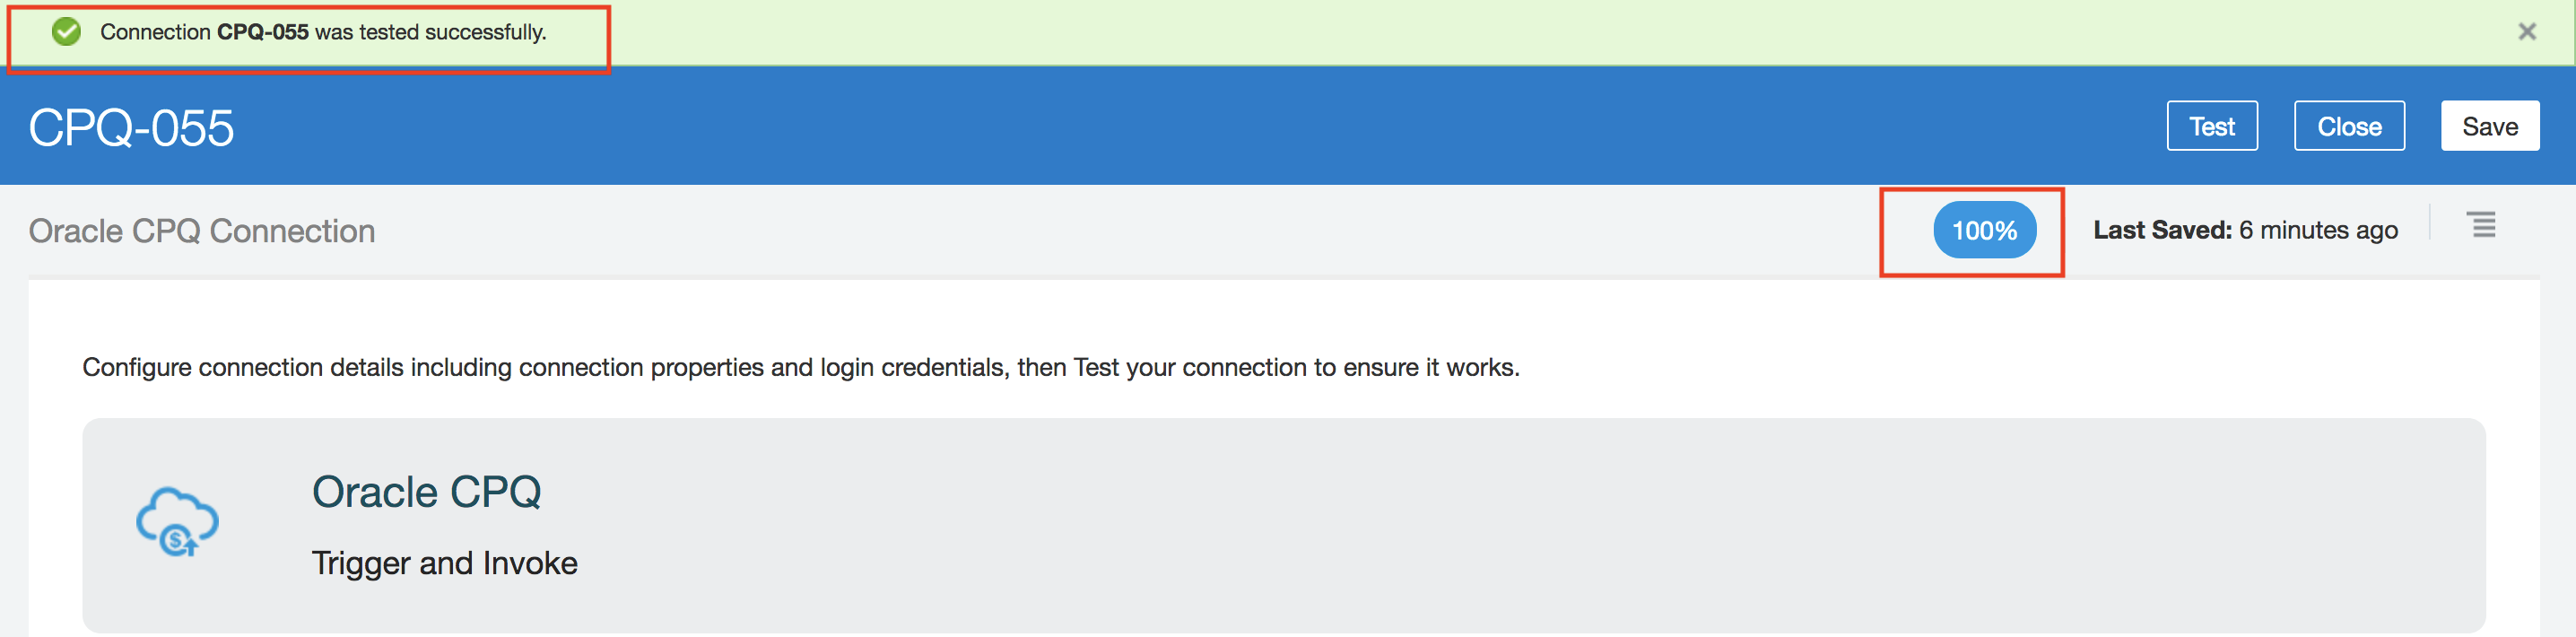 Connection CPQ-055 was tested successfully.
CPQ-055
Test
Close
Save
Oracle CPQ Connection
100%
Last Saved: 6 minutes ago
Configure connection details including connection properties and login credentials, then Test your connection to ensure it works.
Oracle CPQ
Trigger and Invoke